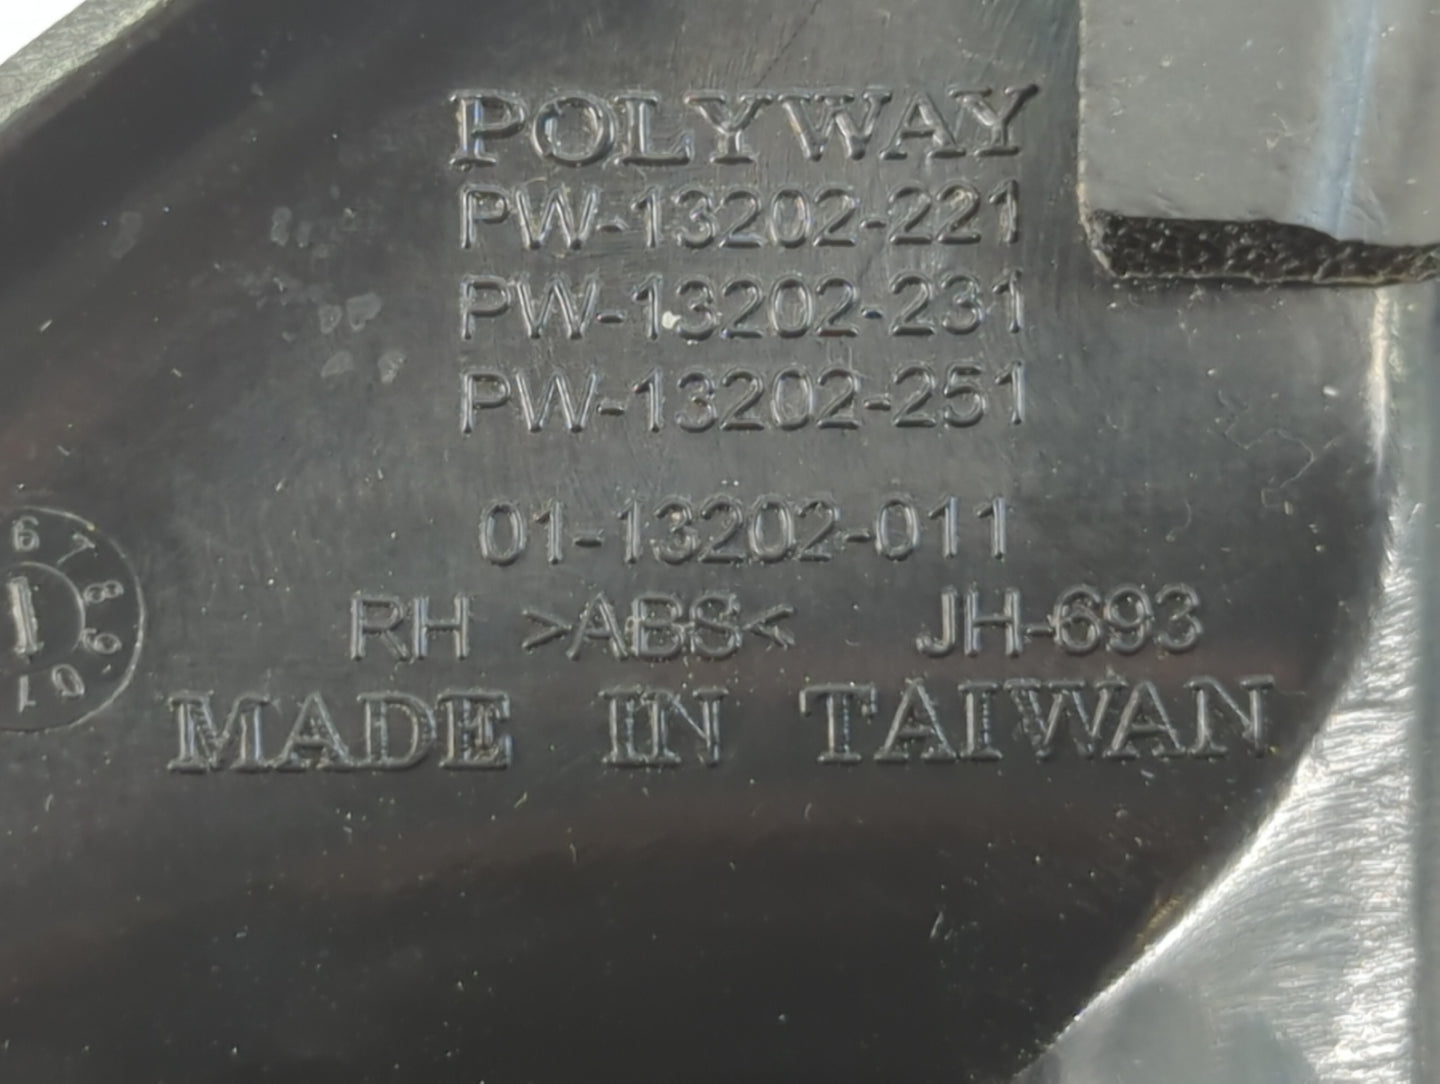 POLYWAY
PW-13202-221
PW-13202-231
PW-13202-251
01-13202-011
RH >ABS< JH-693
MADE IN TAIWAN